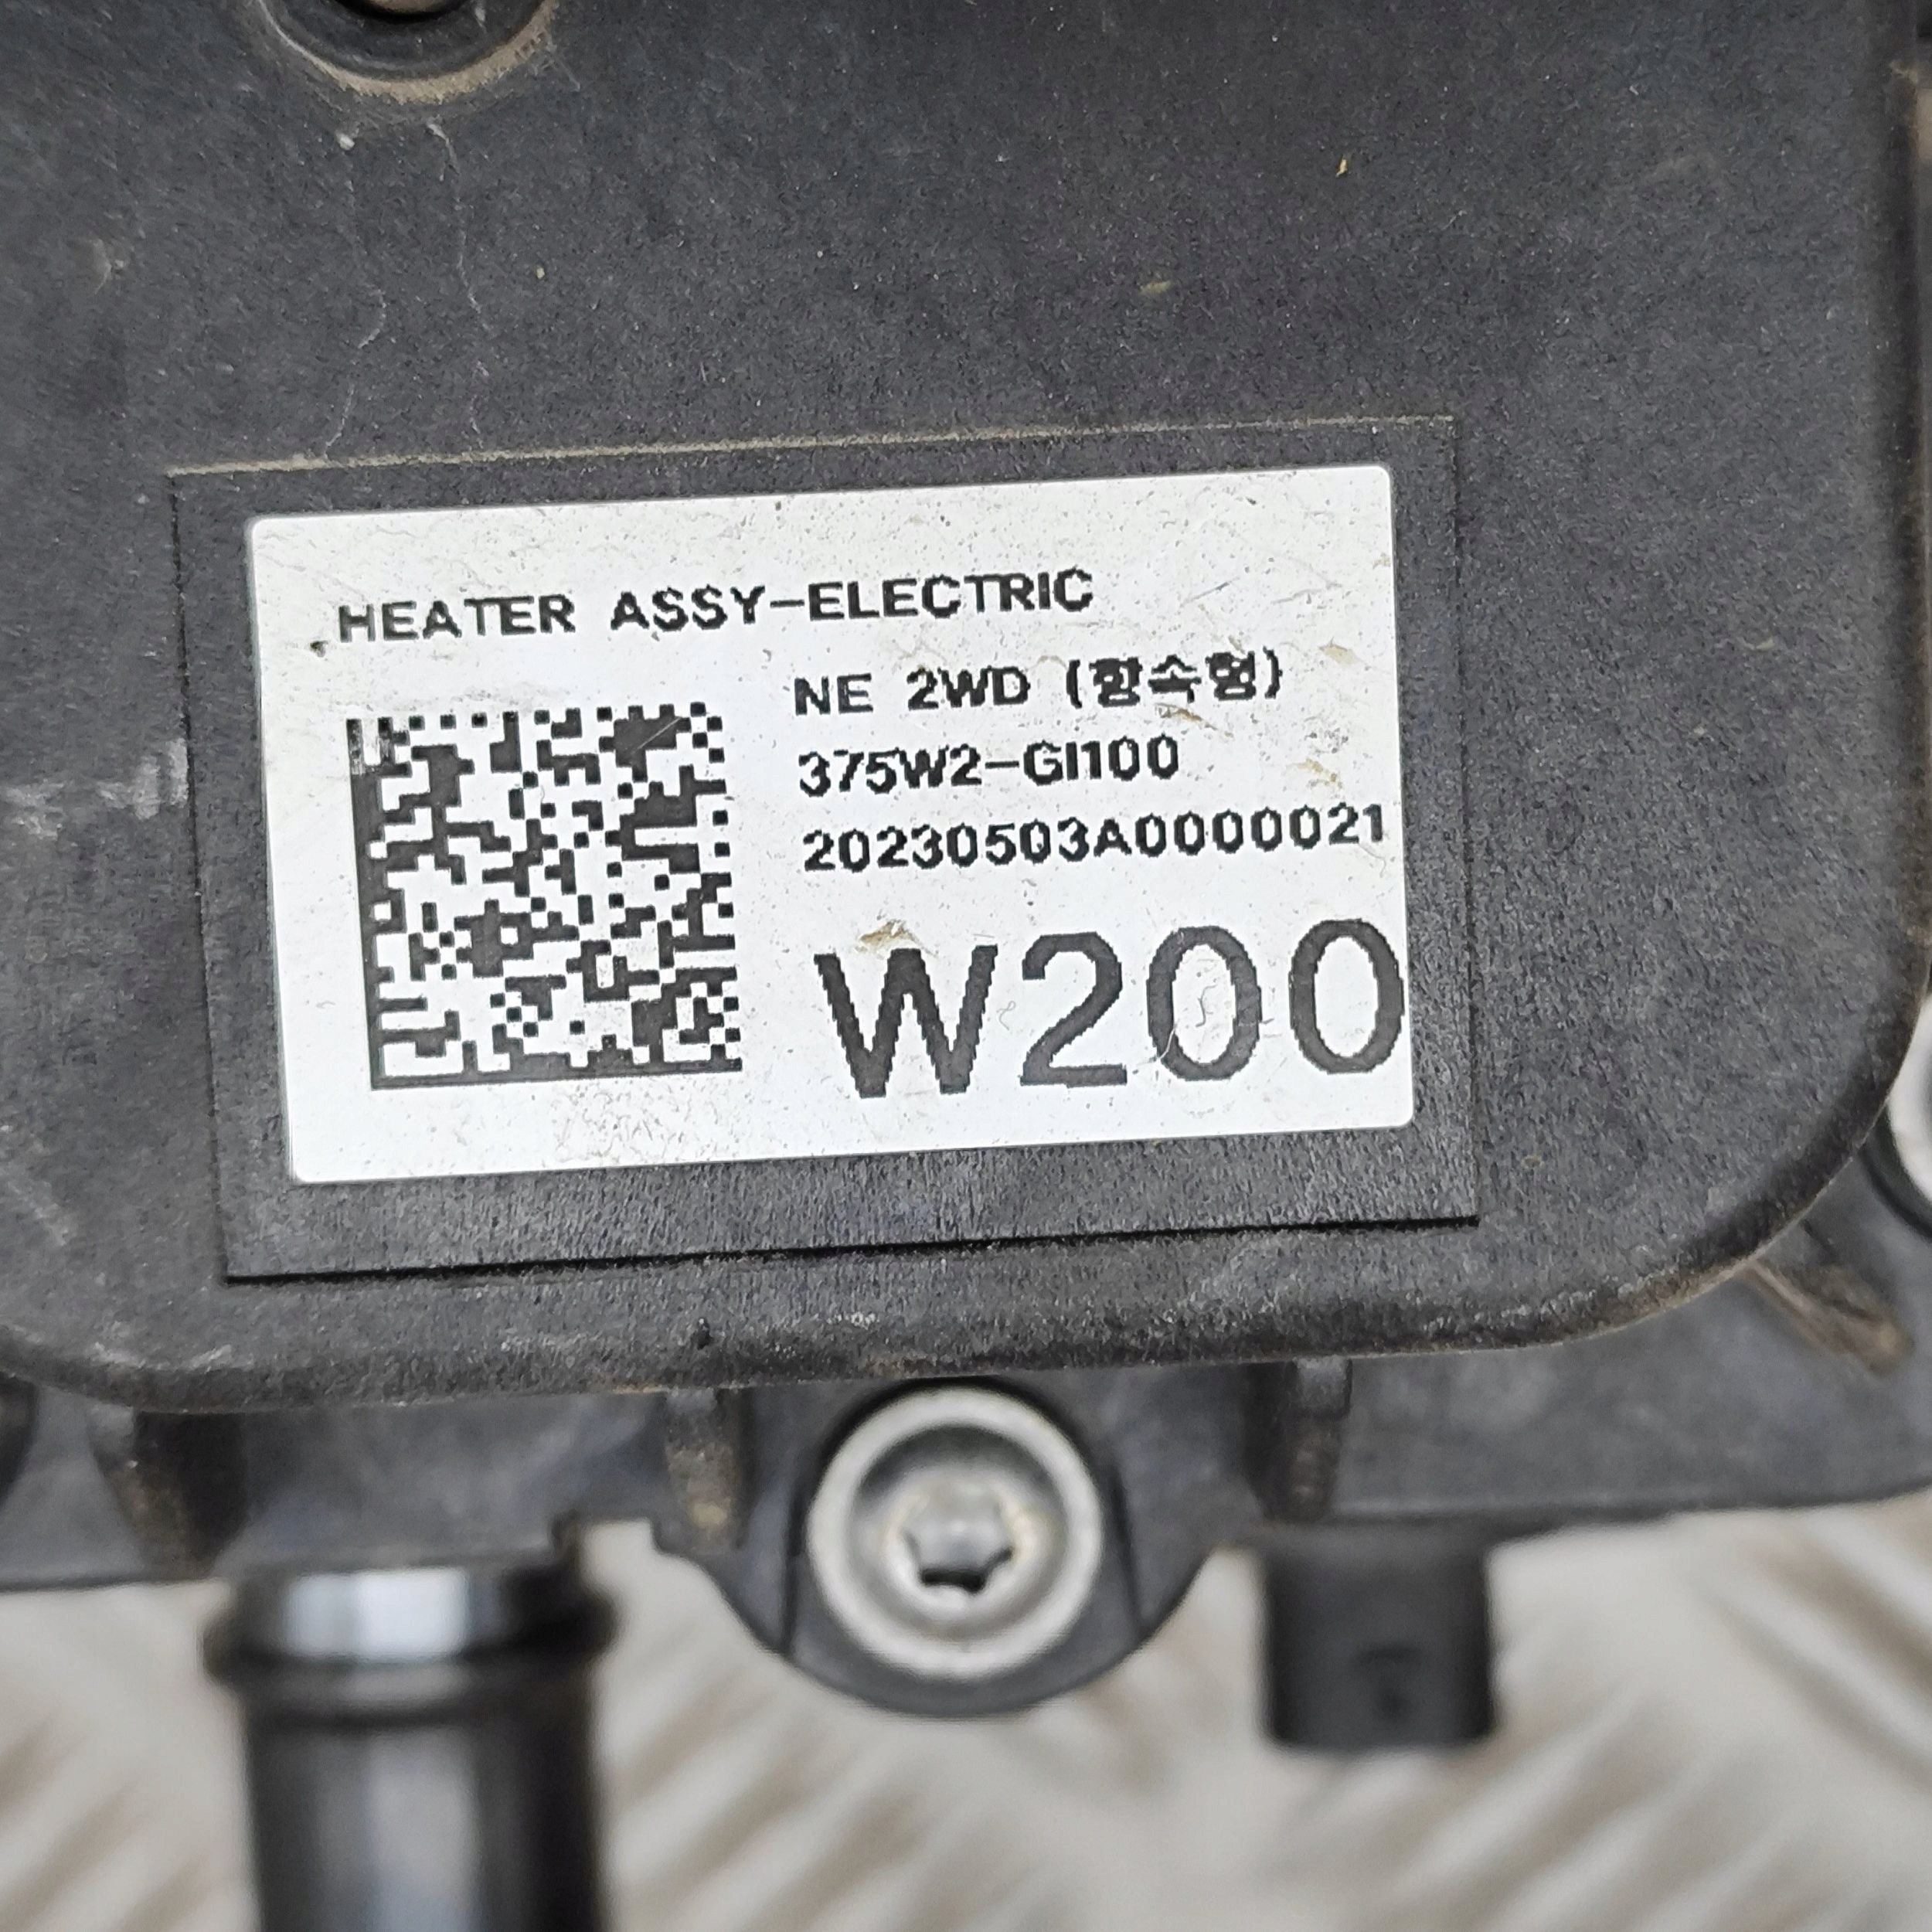 HEATER ASSY-ELECTRIC
NE 2WD (항속형)
375W2-GI100
20230503A0000021
W200